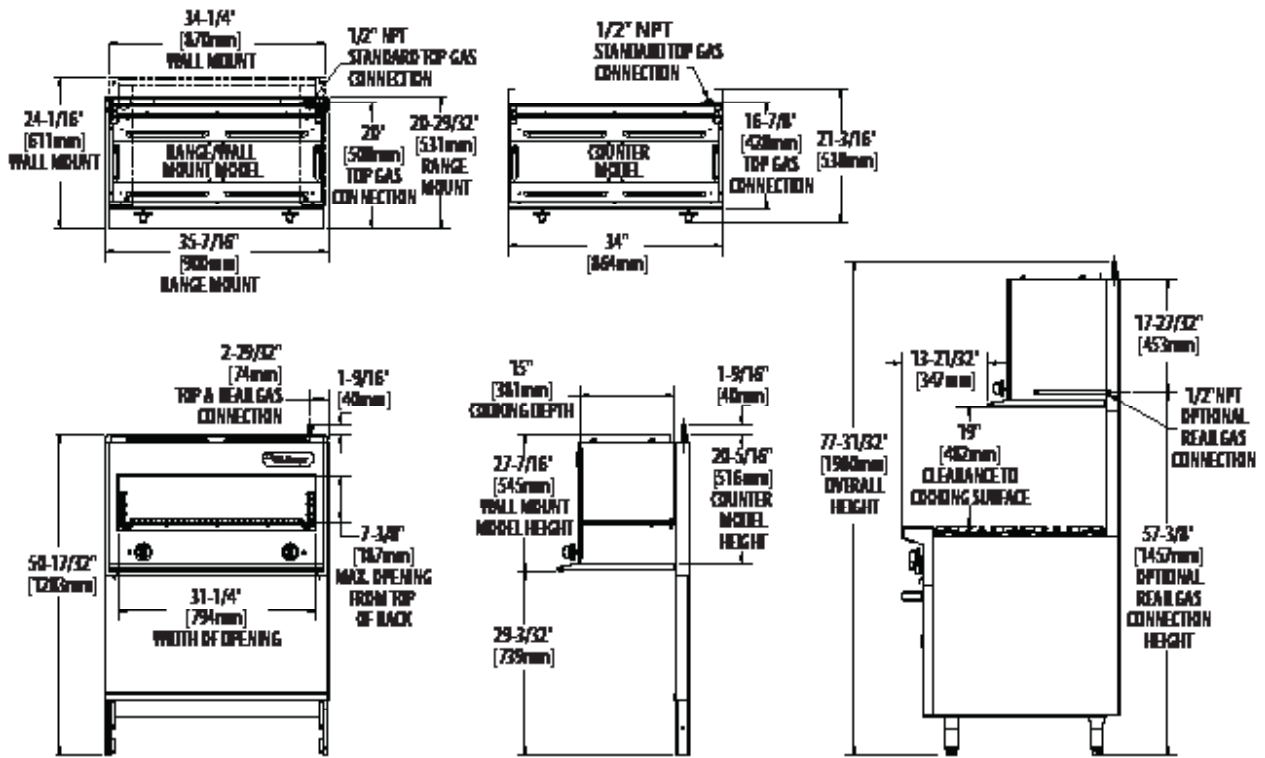 34-1/4"
[870mm]
WALL MOUNT
1/2" NPT
STANDARD TOP GAS
CONNECTION
24-1/16"
[611mm]
WALL MOUNT
RANGE/WALL
MOUNT MODEL
20"
[508mm]
TOP GAS
CONNECTION
20-29/32"
[531mm]
RANGE
MOUNT
35-7/16"
[900mm]
RANGE MOUNT
1/2" NPT
STANDARD TOP GAS
CONNECTION
COUNTER
MODEL
16-7/8"
[428mm]
TOP GAS
CONNECTION
21-3/16"
[538mm]
34"
[864mm]
2-29/32"
[74mm]
TOP & REAR GAS
CONNECTION
1-9/16"
[40mm]
50-17/32"
[1283mm]
7-3/8"
[187mm]
MAX. OPENING
FROM TOP
OF RACK
31-1/4"
[794mm]
WIDTH OF OPENING
15"
[381mm]
COOKING DEPTH
1-9/16"
[40mm]
[545mm]
WALL MOUNT
MODEL HEIGHT
20-5/16"
[516mm]
COUNTER
MODEL
HEIGHT
29-3/32"
[739mm]
77-31/32"
[1980mm]
OVERALL
HEIGHT
13-21/32"
[347mm]
17-27/32"
[453mm]
1/2" NPT
OPTIONAL
REAR GAS
CONNECTION
19"
[482mm]
CLEARANCE TO
COOKING SURFACE
57-3/8"
[1457mm]
OPTIONAL
REAR GAS
CONNECTION
HEIGHT